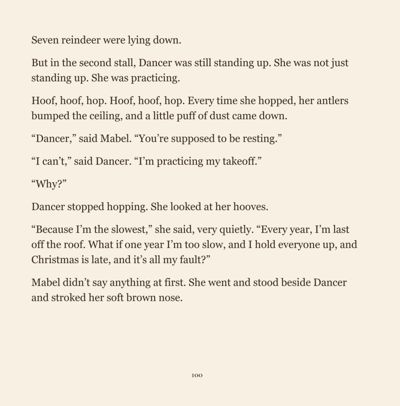 Seven reindeer were lying down.
But in the second stall, Dancer was still standing up. She was not just
standing up. She was practicing.
Hoof, hoof, hop. Hoof, hoof, hop. Every time she hopped, her antlers
bumped the ceiling, and a little puff of dust came down.
“Dancer,” said Mabel. “You’re supposed to be resting.”
“I can’t,” said Dancer. “I’m practicing my takeoff.”
“Why?”
Dancer stopped hopping. She looked at her hooves.
“Because I’m the slowest,” she said, very quietly. “Every year, I’m last
off the roof. What if one year I’m too slow, and I hold everyone up, and
Christmas is late, and it’s all my fault?”
Mabel didn’t say anything at first. She went and stood beside Dancer
and stroked her soft brown nose.
100